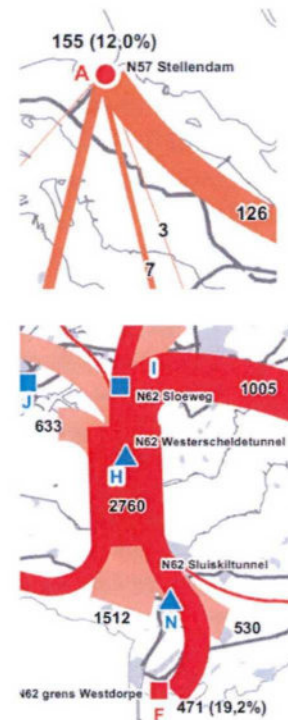 155 (12,0%)
A N57 Stellendam
3
126
7
I
1005
J
N62 Sloeweg
633
N62 Westerscheldetunnel
H
2760
N62 Sluiskiltunnel
1512
N
530
N62 grens Westdorpe
F
471 (19,2%)